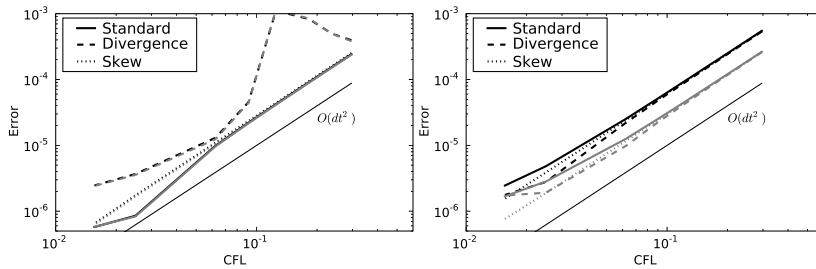 10^-3
10^-4
10^-5
10^-6
Error
Standard
Divergence
Skew
O(dt^2)
10^-2
10^-1
CFL
10^-3
10^-4
10^-5
10^-6
Error
Standard
Divergence
Skew
O(dt^2)
10^-2
10^-1
CFL